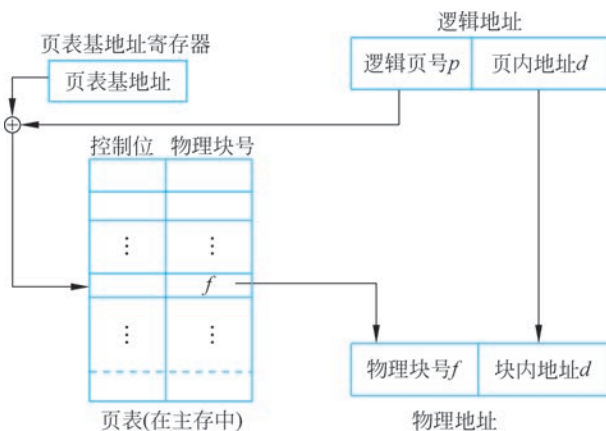 逻辑地址
页表基地址寄存器
页表基地址
逻辑页号p
页内地址d
控制位
物理块号
⋮
⋮
f
⋮
⋮
物理块号f
块内地址d
页表(在主存中)
物理地址